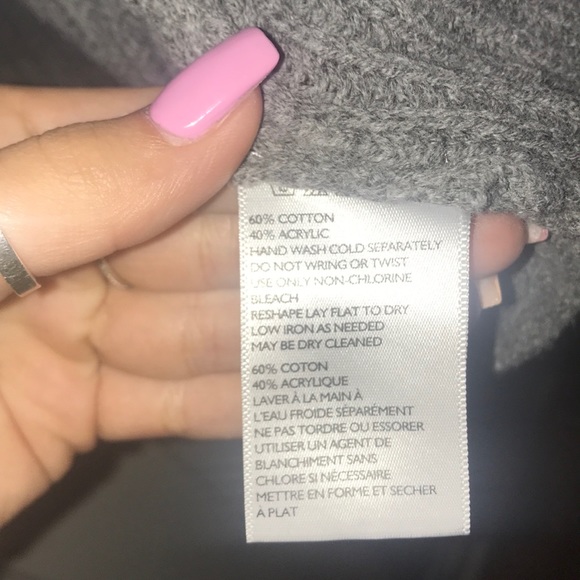 60% COTTON
40% ACRYLIC
HAND WASH COLD SEPARATELY
DO NOT WRING OR TWIST
USE ONLY NON-CHLORINE
BLEACH
RESHAPE LAY FLAT TO DRY
LOW IRON AS NEEDED
MAY BE DRY CLEANED
60% COTON
40% ACRYLIQUE
LAVER À LA MAIN À
L'EAU FROIDE SÉPARÉMENT
NE PAS TORDRE OU ESSORER
UTILISER UN AGENT DE
BLANCHIMENT SANS
CHLORE SI NÉCESSAIRE
METTRE EN FORME ET SECHER
À PLAT